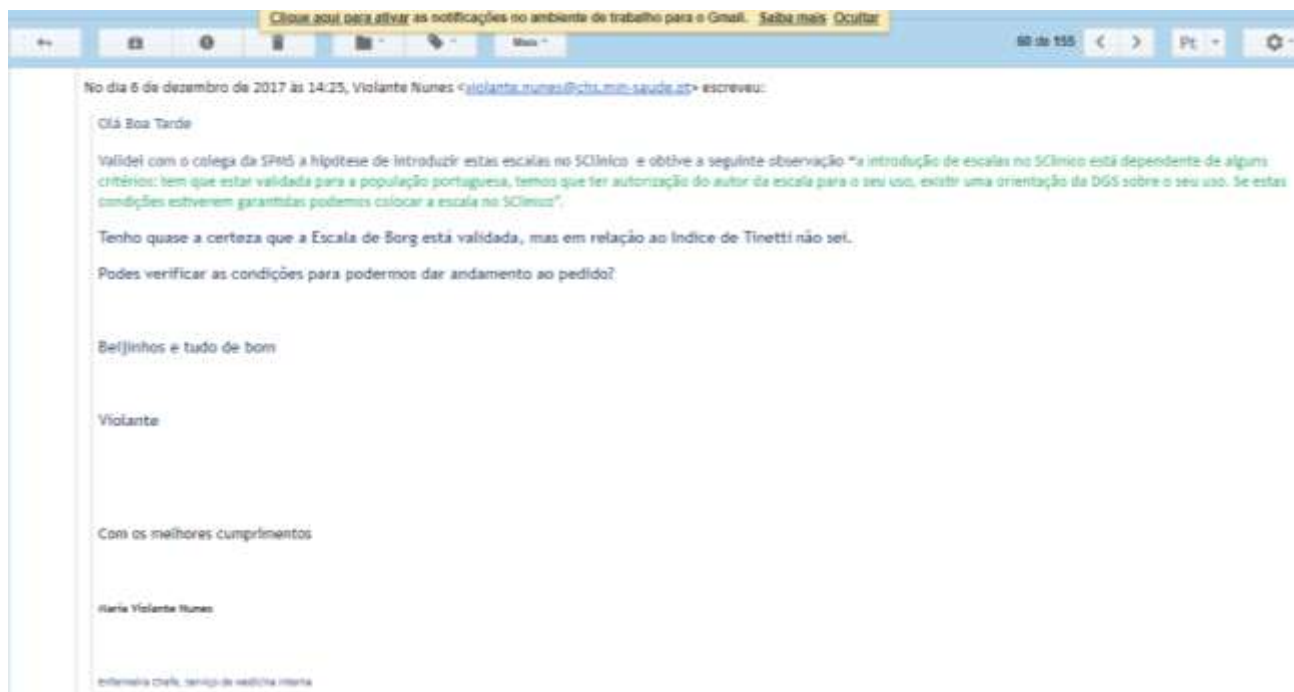 Clique aqui para ativar as notificações no ambiente de trabalho para o Gmail. Saiba mais Ocultar
Mais
60 de 155
Pt
No dia 6 de dezembro de 2017 às 14:25, Violante Nunes <violante.nunes@chs.min-saude.pt> escreveu:
Olá Boa Tarde
Validei com o colega da SPMS a hipótese de introduzir estas escalas no SClinico e obtive a seguinte observação "a introdução de escalas no SClinico está dependente de alguns
critérios: tem que estar validada para a população portuguesa, temos que ter autorização do autor da escala para o seu uso, existir uma orientação da DGS sobre o seu uso. Se estas
condições estiverem garantidas podemos colocar a escala no SClinico".
Tenho quase a certeza que a Escala de Borg está validada, mas em relação ao Indice de Tinetti não sei.
Podes verificar as condições para podermos dar andamento ao pedido?
Beijinhos e tudo de bom
Violante
Com os melhores cumprimentos
Maria Violante Nunes
Enfermeira Chefe, serviço de medicina interna